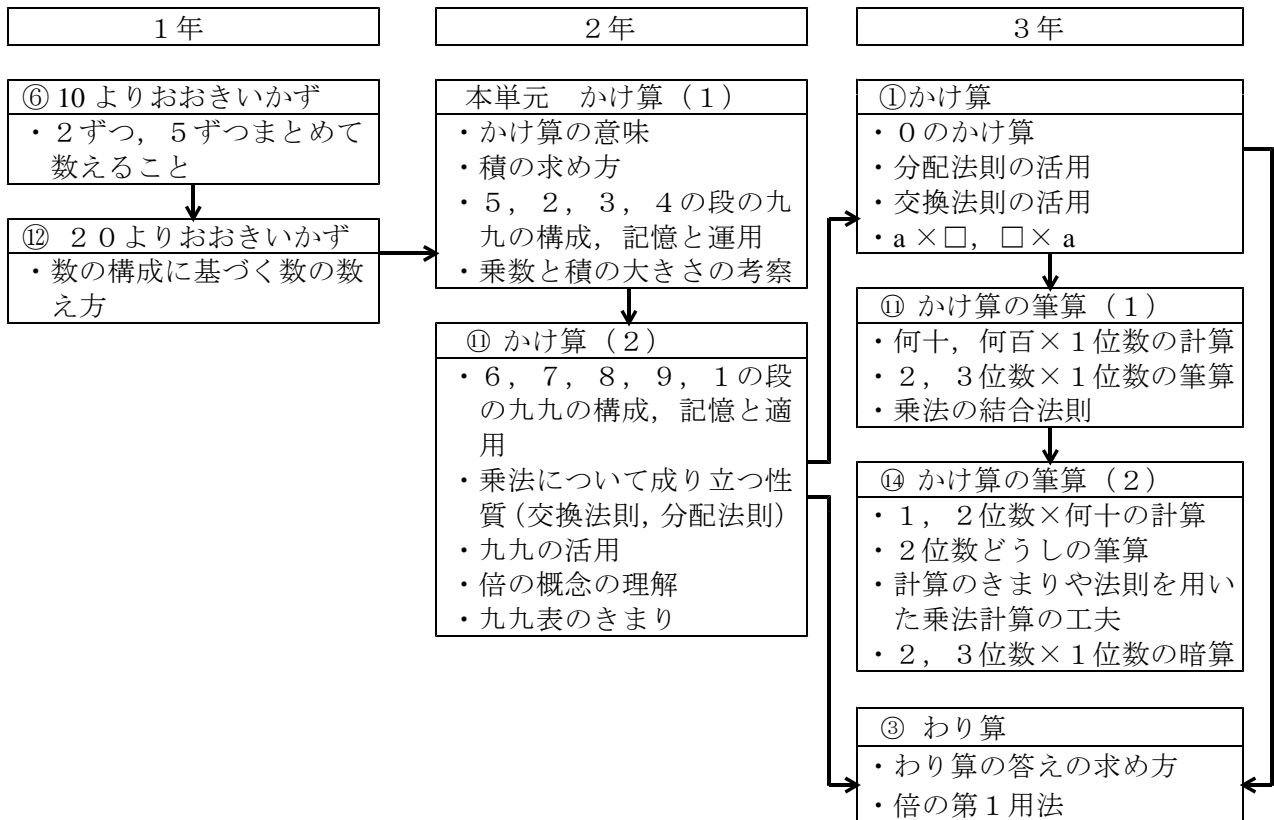 １年
⑥ 10 よりおおきいかず
・２ずつ，５ずつまとめて
数えること
⑫ ２０よりおおきいかず
・数の構成に基づく数の数
え方
２年
本単元　かけ算（１）
・かけ算の意味
・積の求め方
・５，２，３，４の段の九
九の構成，記憶と運用
・乗数と積の大きさの考察
⑪ かけ算（２）
・６，７，８，９，１の段
の九九の構成，記憶と適
用
・乗法について成り立つ性
質（交換法則，分配法則）
・九九の活用
・倍の概念の理解
・九九表のきまり
３年
①かけ算
・０のかけ算
・分配法則の活用
・交換法則の活用
・a ×□，□× a
⑪ かけ算の筆算（１）
・何十，何百×１位数の計算
・２，３位数×１位数の筆算
・乗法の結合法則
⑭ かけ算の筆算（２）
・１，２位数×何十の計算
・２位数どうしの筆算
・計算のきまりや法則を用い
た乗法計算の工夫
・２，３位数×１位数の暗算
③ わり算
・わり算の答えの求め方
・倍の第１用法